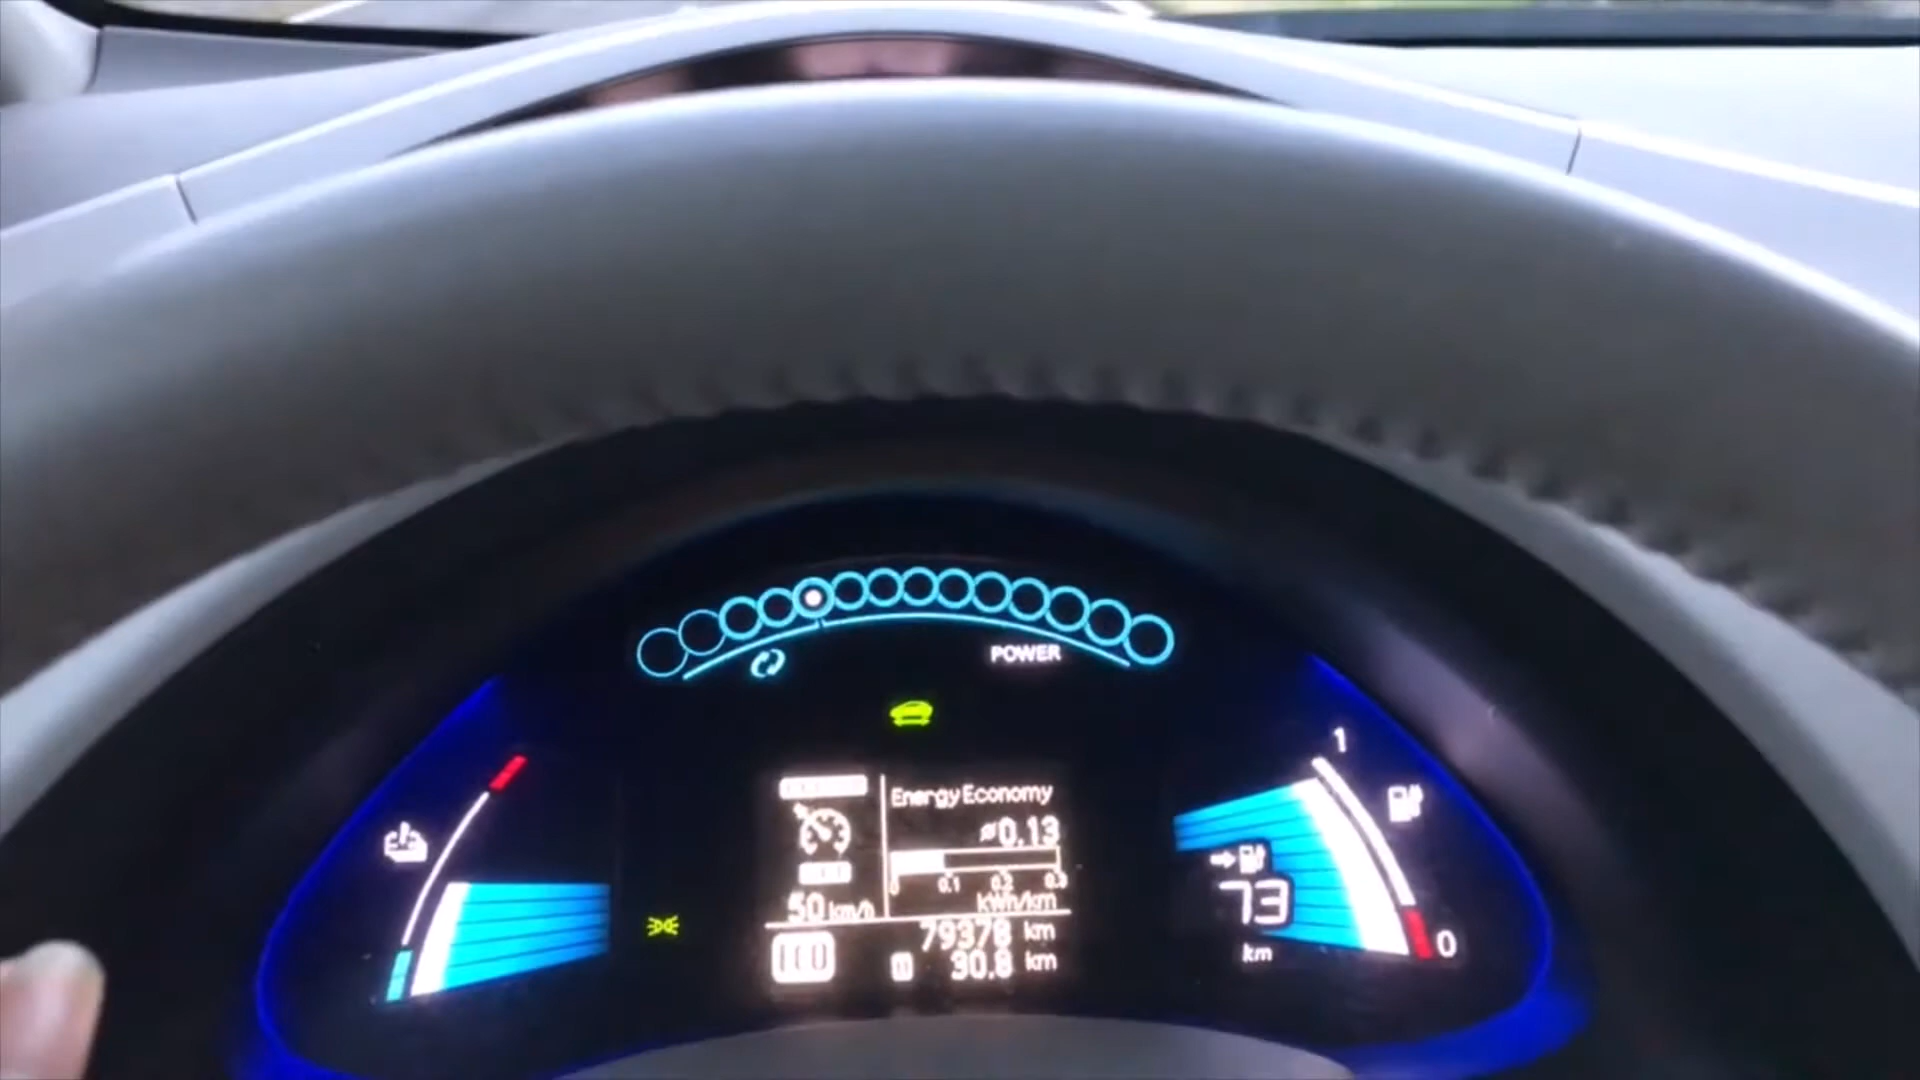 POWER
1
Energy Economy
⌀0.13
0 0.1 0.2 0.3
kWh/km
50 km/h
79378 km
ECO
30.8 km
73
km
0